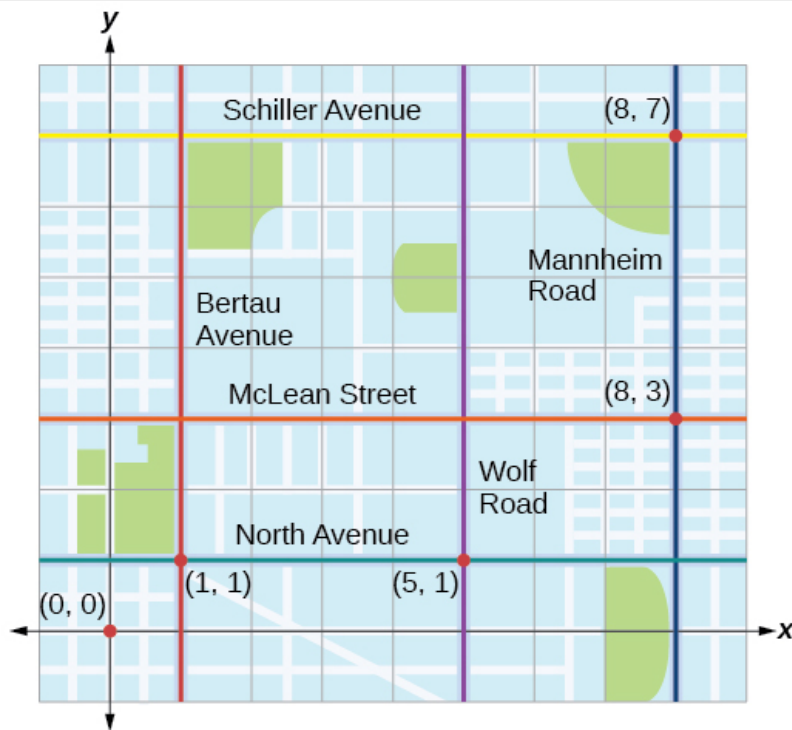 y
Schiller Avenue
(8, 7)
Mannheim
Road
Bertau
Avenue
McLean Street
(8, 3)
Wolf
Road
North Avenue
(1, 1)
(5, 1)
(0, 0)
x